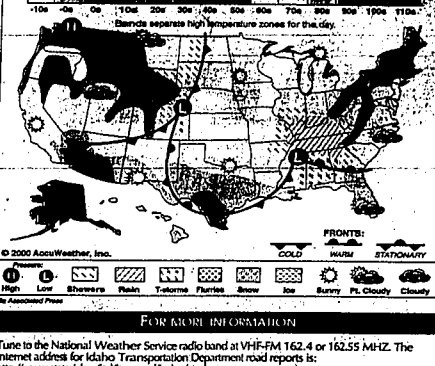 -10s -0s 0s 10s 20s 30s 40s 50s 60s 70s 80s 90s 100s 110s
Bands separate high temperature zones for the day.
H
L
L
© 2000 AccuWeather, Inc.
FRONTS:
COLD WARM STATIONARY
Pressure:
H L
High Low Showers Rain T-storms Flurries Snow Ice Sunny Pt. Cloudy Cloudy
Associated Press
FOR MORE INFORMATION
Tune to the National Weather Service radio band at VHF-FM 162.4 or 162.55 MHZ. The
internet address for Idaho Transportation Department road reports is: